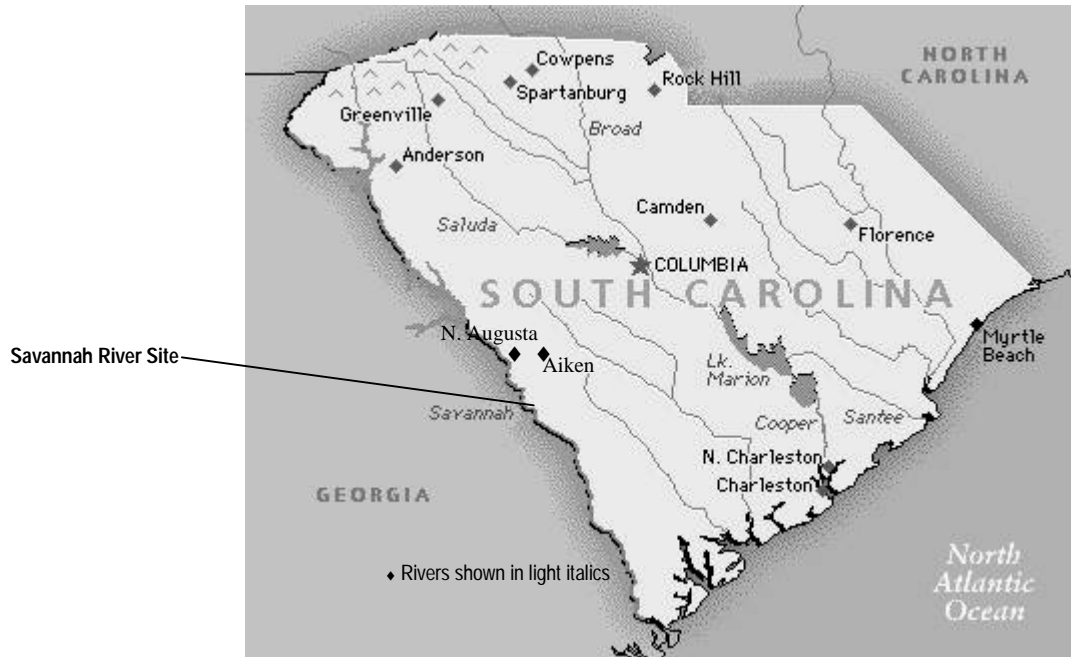 NORTH
CAROLINA
Cowpens
Spartanburg
Rock Hill
Greenville
Broad
Anderson
Camden
Saluda
Florence
COLUMBIA
SOUTH CAROLINA
N. Augusta
Myrtle
Beach
Savannah River Site
Aiken
Lk.
Marion
Savannah
Cooper
Santee
N. Charleston
Charleston
GEORGIA
North
Atlantic
Ocean
♦ Rivers shown in light italics